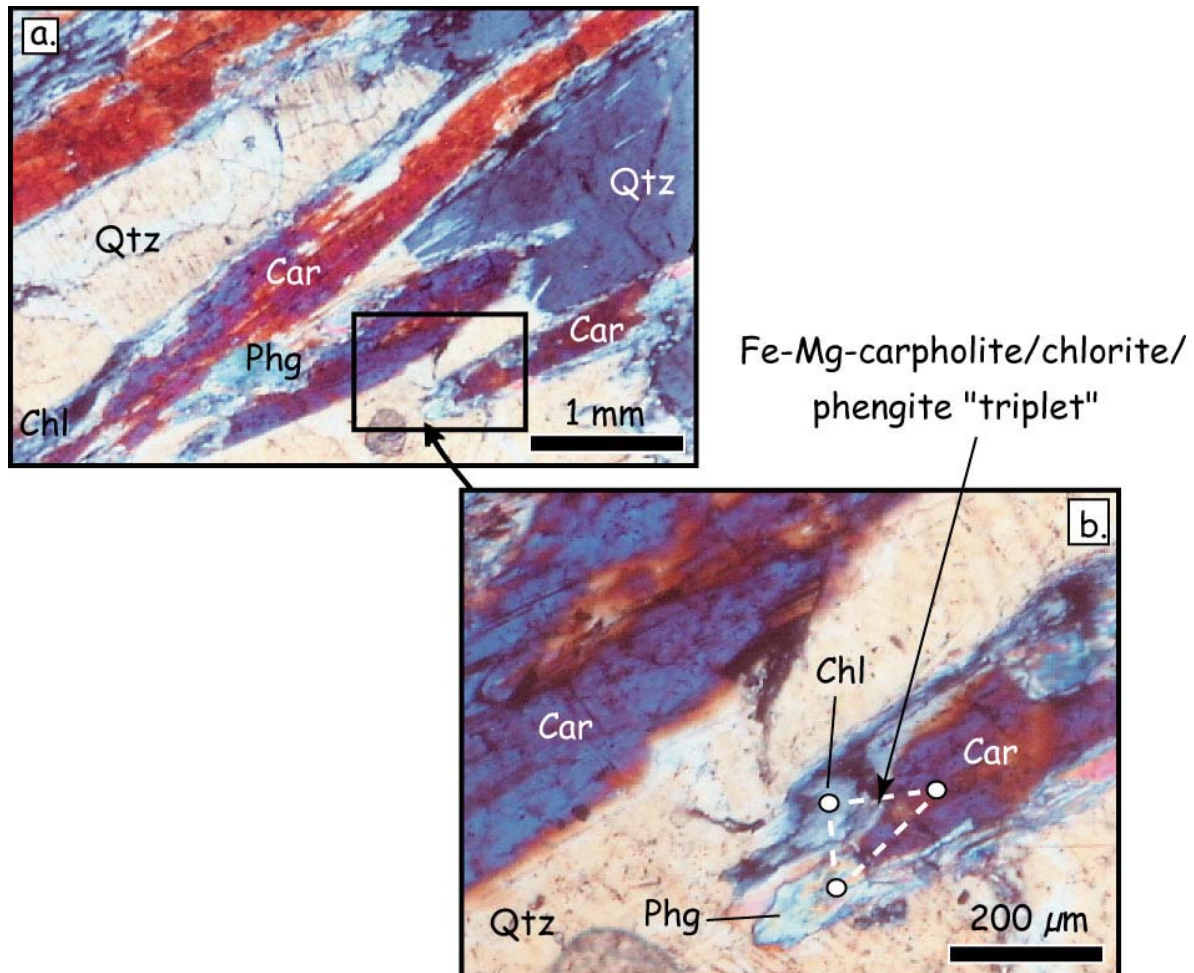 a.
Qtz
Qtz
Car
Car
Phg
Chl
1 mm
Fe-Mg-carpholite/chlorite/
phengite "triplet"
b.
Chl
Car
Car
Phg
Qtz
200 µm